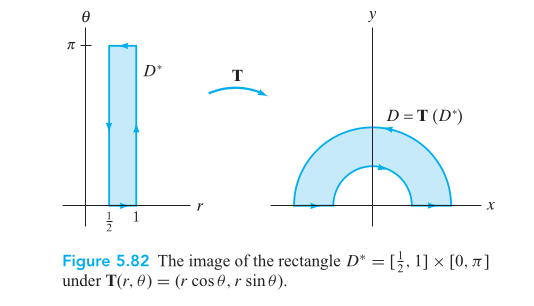 θ
π
D*
T
½ 1
r
y
D = T (D*)
x
Figure 5.82 The image of the rectangle D* = [½, 1] × [0, π]
under T(r, θ) = (r cos θ, r sin θ).